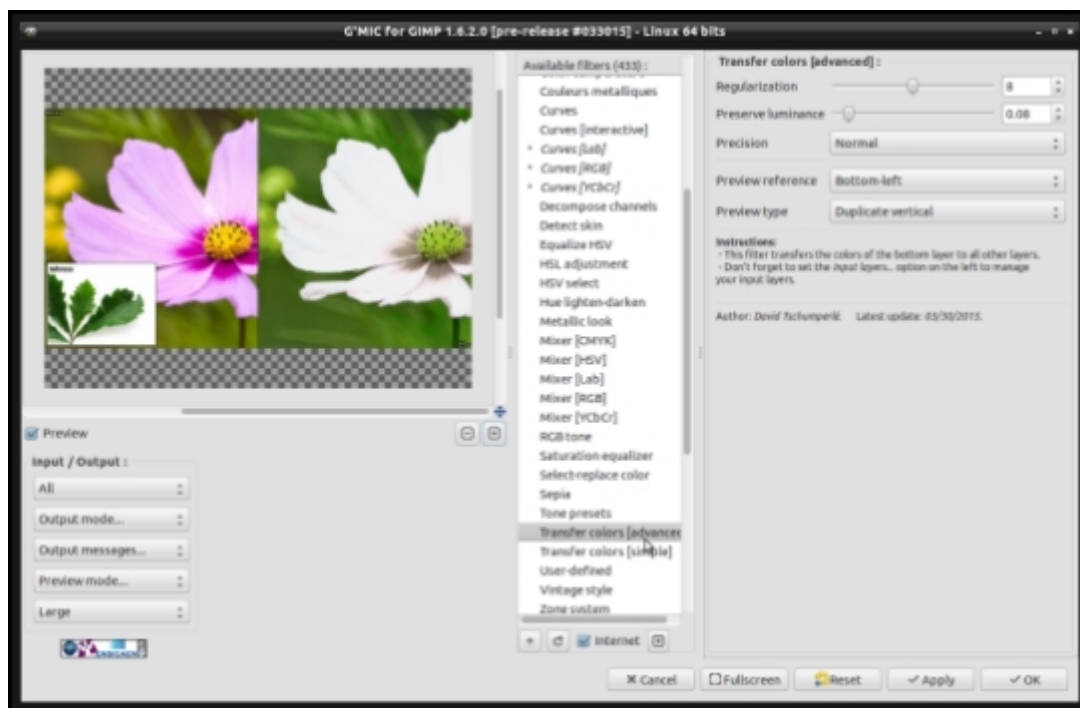 G'MIC for GIMP 1.6.2.0 [pre-release #033015] - Linux 64 bits
Available filters (433) :
Couleurs metalliques
Curves
Curves [interactive]
Curves [Lab]
Curves [RGB]
Curves [YCbCr]
Decompose channels
Detect skin
Equalize HSV
HSL adjustment
HSV select
Hue lighten-darken
Metallic look
Mixer [CMYK]
Mixer [HSV]
Mixer [Lab]
Mixer [RGB]
Mixer [YCbCr]
RGB tone
Saturation equalizer
Select-replace color
Sepia
Tone presets
Transfer colors [advanced
Transfer colors [simple]
User-defined
Vintage style
Zone system
Internet
Transfer colors [advanced] :
Regularization 8
Preserve luminance 0.08
Precision Normal
Preview reference Bottom-left
Preview type Duplicate vertical
Instructions:
- This filter transfers the colors of the bottom layer to all other layers.
- Don't forget to set the Input layers... option on the left to manage
your input layers.
Author: David Tschumperlé. Latest update: 03/30/2015.
Preview
Input / Output :
All
Output mode...
Output messages...
Preview mode...
Large
Cancel
Fullscreen
Reset
Apply
OK